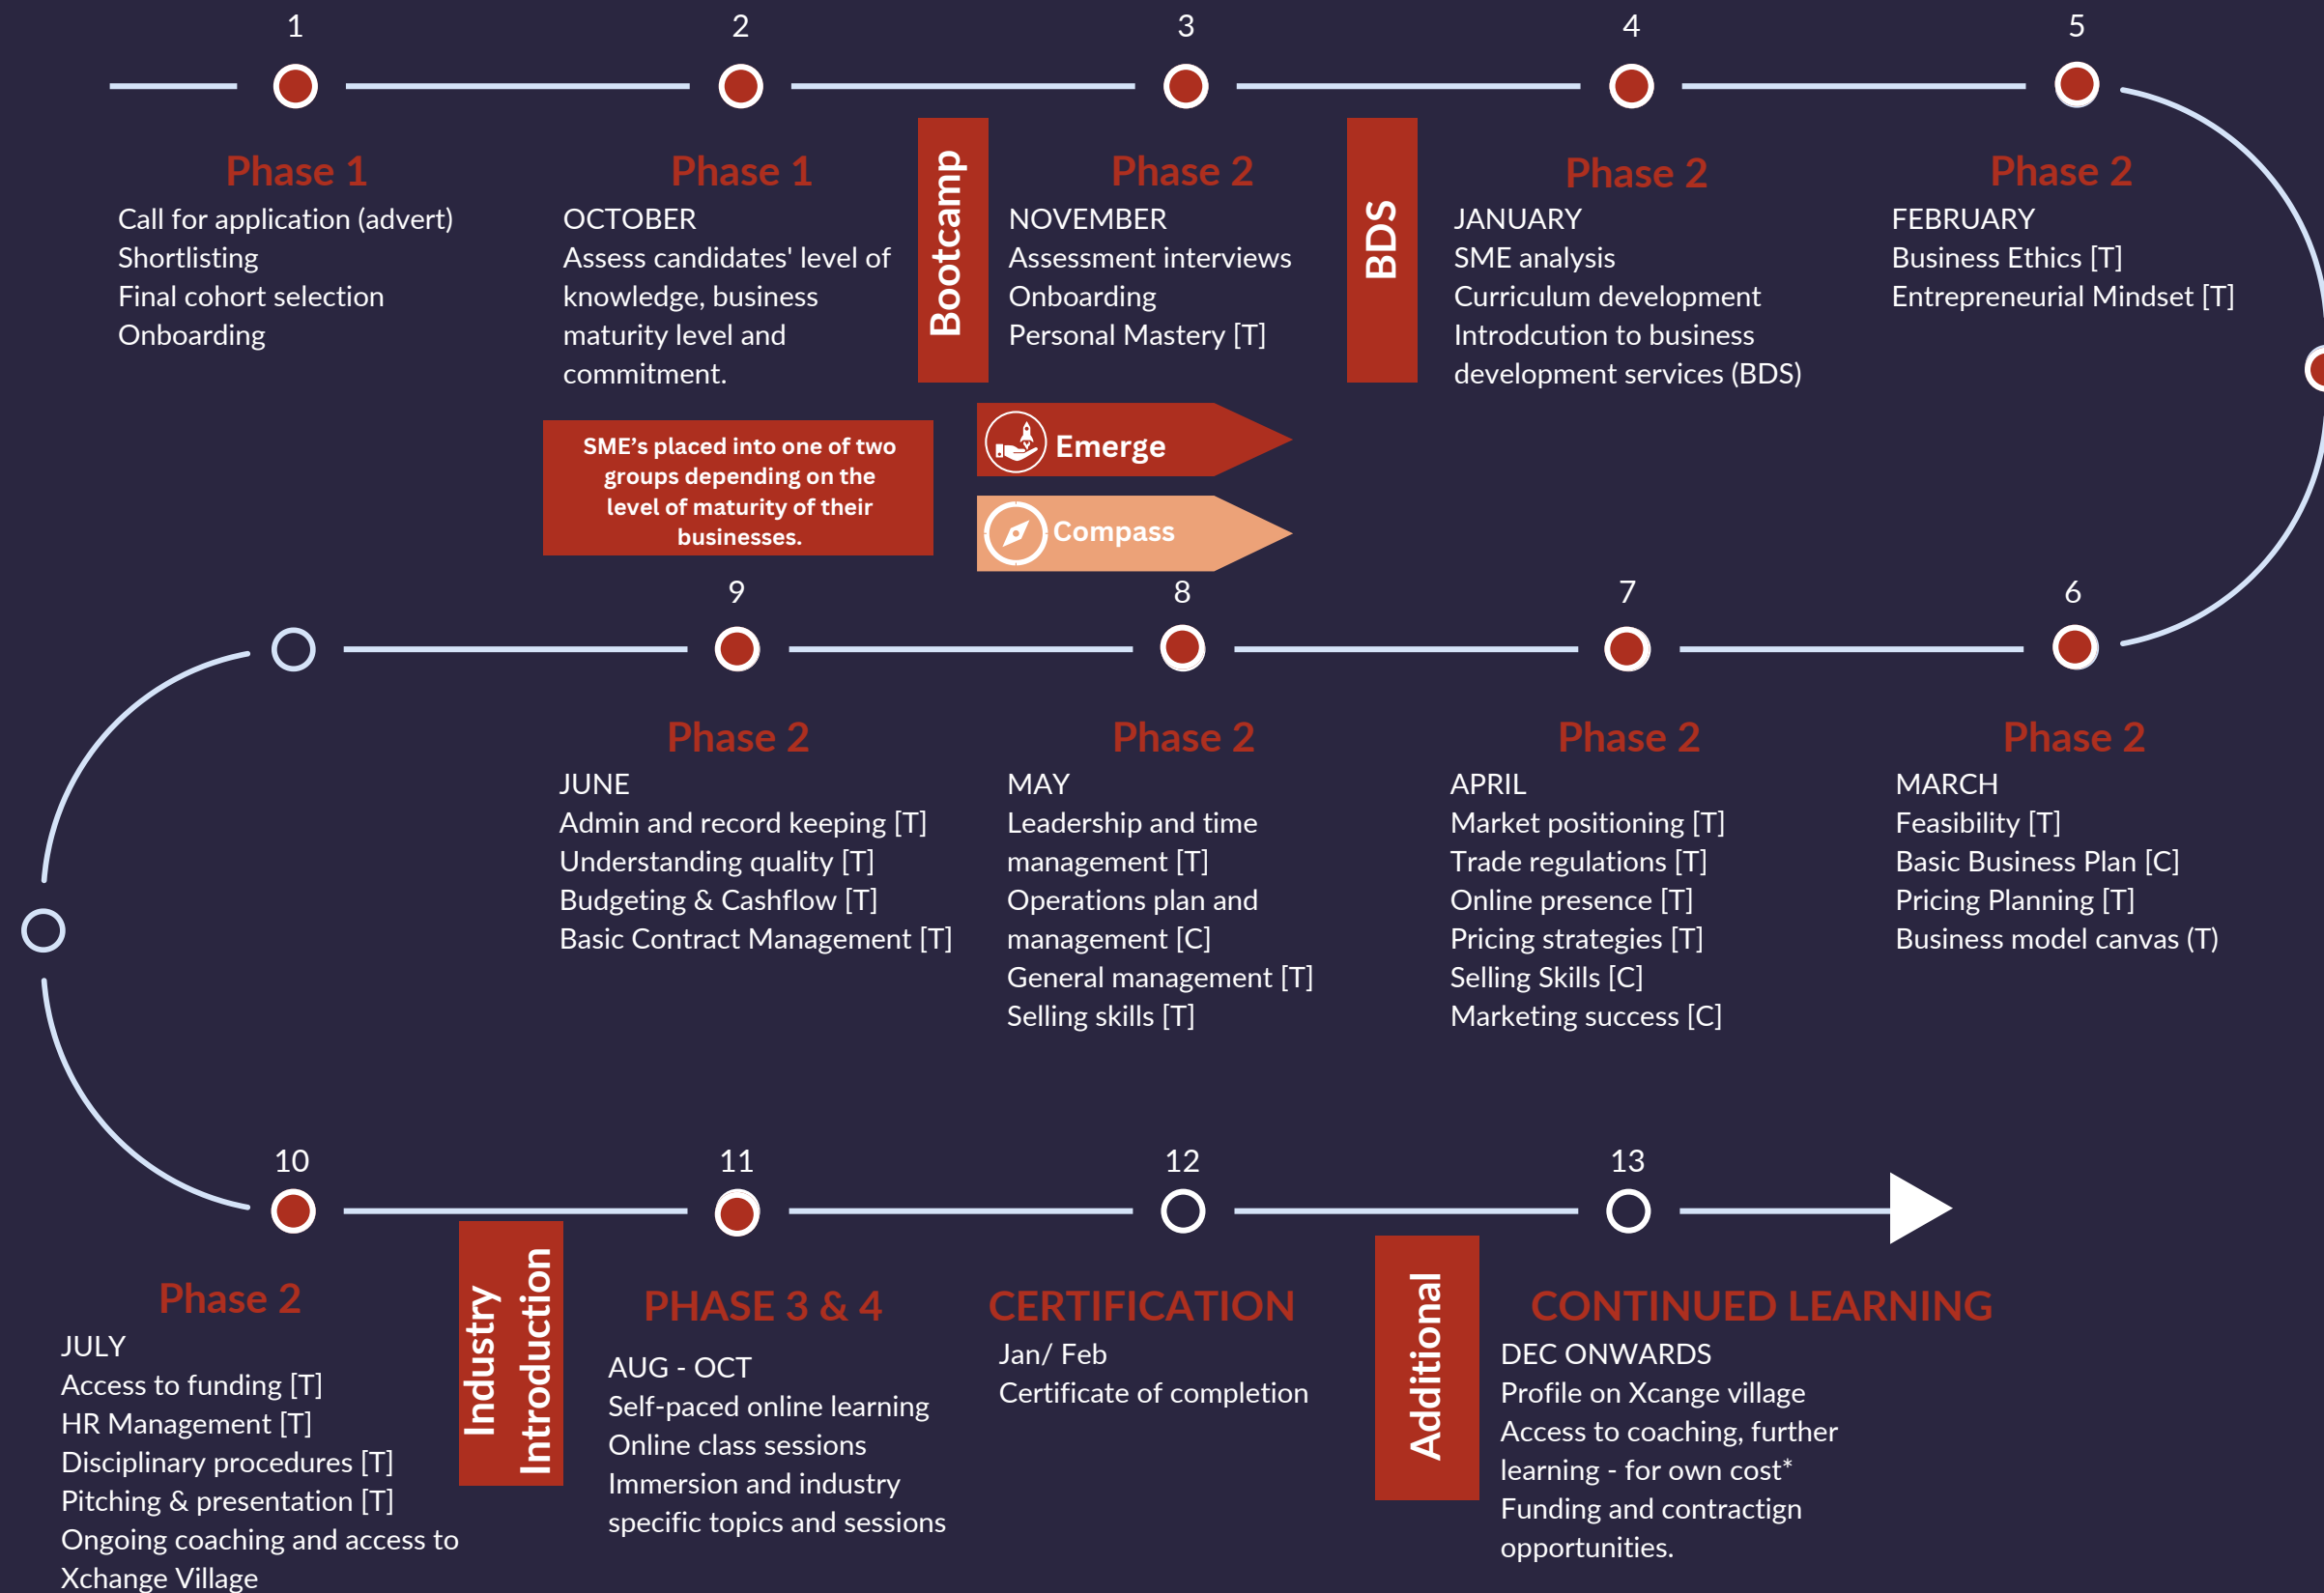 1
Phase 1
Call for application (advert)
Shortlisting
Final cohort selection
Onboarding
2
Phase 1
OCTOBER
Assess candidates' level of
knowledge, business
maturity level and
commitment.
SME’s placed into one of two
groups depending on the
level of maturity of their
businesses.
Bootcamp
3
Phase 2
NOVEMBER
Assessment interviews
Onboarding
Personal Mastery [T]
Emerge
Compass
BDS
4
Phase 2
JANUARY
SME analysis
Curriculum development
Introdcution to business
development services (BDS)
5
Phase 2
FEBRUARY
Business Ethics [T]
Entrepreneurial Mindset [T]
6
Phase 2
MARCH
Feasibility [T]
Basic Business Plan [C]
Pricing Planning [T]
Business model canvas (T)
7
Phase 2
APRIL
Market positioning [T]
Trade regulations [T]
Online presence [T]
Pricing strategies [T]
Selling Skills [C]
Marketing success [C]
8
Phase 2
MAY
Leadership and time
management [T]
Operations plan and
management [C]
General management [T]
Selling skills [T]
9
Phase 2
JUNE
Admin and record keeping [T]
Understanding quality [T]
Budgeting & Cashflow [T]
Basic Contract Management [T]
10
Phase 2
JULY
Access to funding [T]
HR Management [T]
Disciplinary procedures [T]
Pitching & presentation [T]
Ongoing coaching and access to
Xchange Village
Industry
Introduction
11
PHASE 3 & 4
AUG - OCT
Self-paced online learning
Online class sessions
Immersion and industry
specific topics and sessions
12
CERTIFICATION
Jan/ Feb
Certificate of completion
Additional
13
CONTINUED LEARNING
DEC ONWARDS
Profile on Xcange village
Access to coaching, further
learning - for own cost*
Funding and contractign
opportunities.